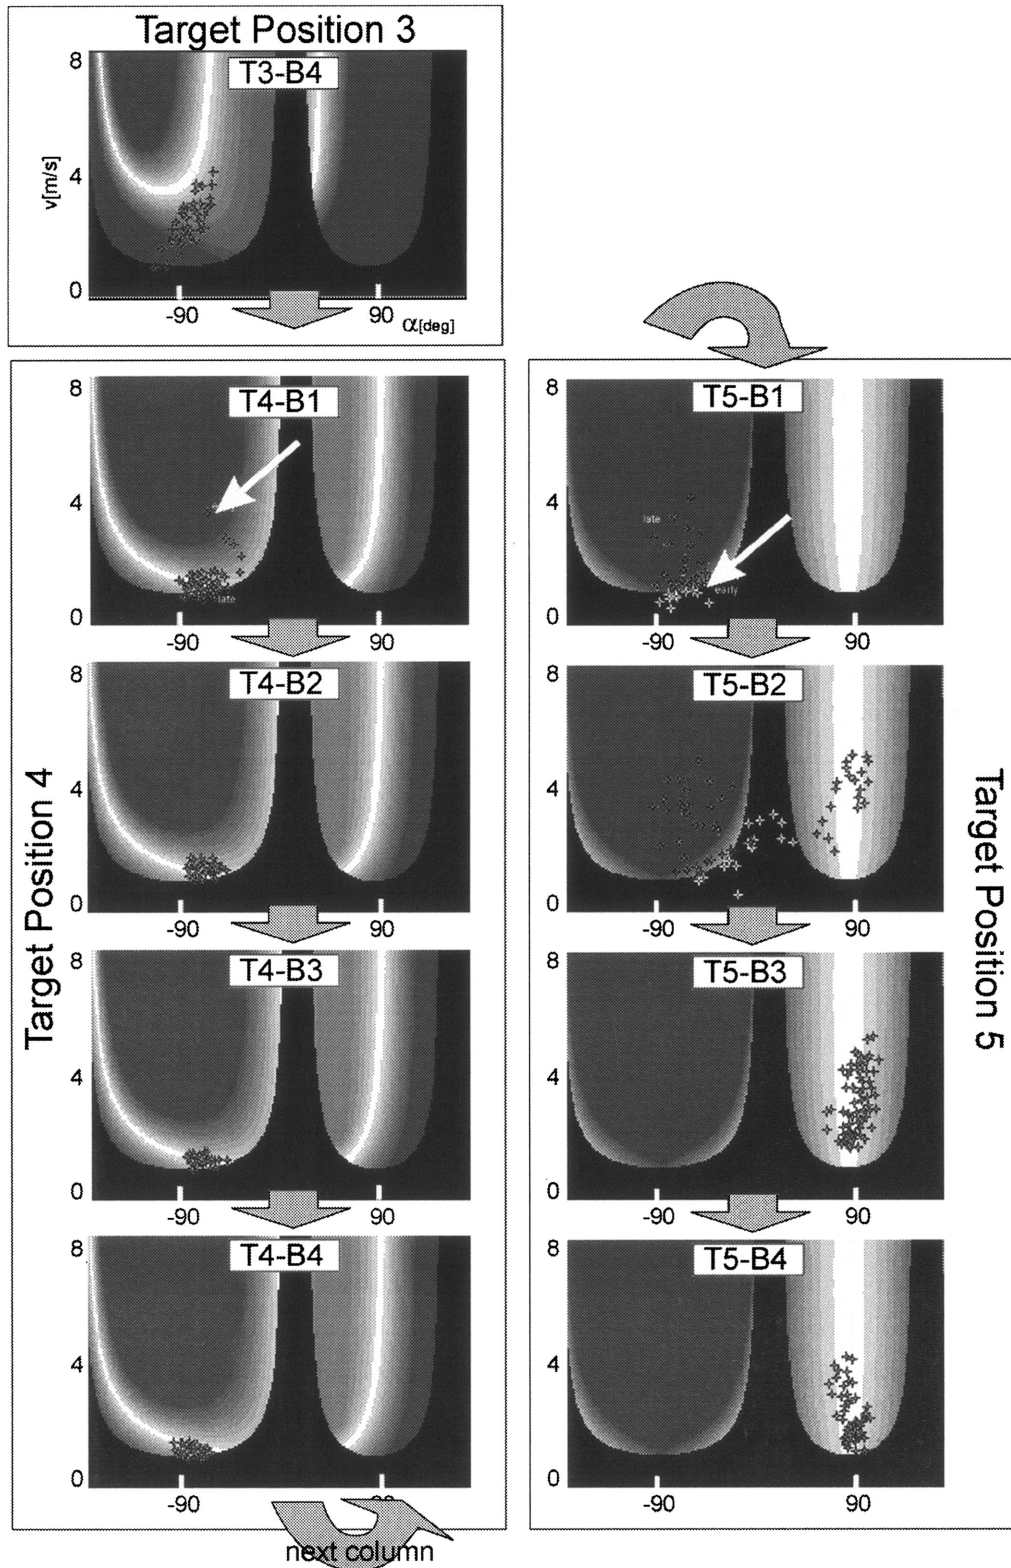 Target Position 3
T3-B4
8
v[m/s]
4
0
-90
90
α[deg]
Target Position 4
T4-B1
8
4
late
0
-90
90
T4-B2
8
4
0
-90
90
T4-B3
8
4
0
-90
90
T4-B4
8
4
0
-90
next column
Target Position 5
T5-B1
8
4
late
early
0
-90
90
T5-B2
8
4
0
-90
90
T5-B3
8
4
0
-90
90
T5-B4
8
4
0
-90
90